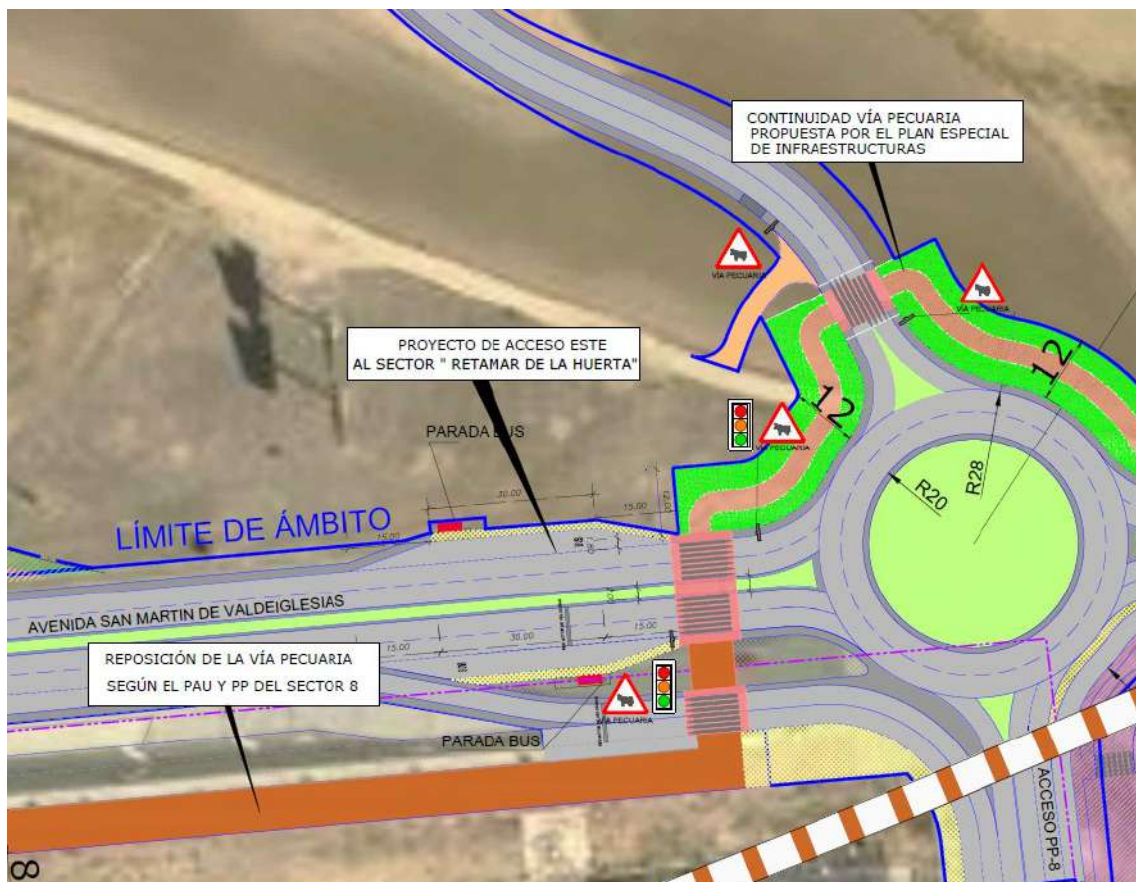 CONTINUIDAD VÍA PECUARIA
PROPUESTA POR EL PLAN ESPECIAL
DE INFRAESTRUCTURAS
VÍA PECUARIA
VÍA PECUARIA
PROYECTO DE ACCESO ESTE
AL SECTOR " RETAMAR DE LA HUERTA"
12
12
VÍA PECUARIA
PARADA BUS
R28
R20
30.00
15.00
12.00
LÍMITE DE ÁMBITO
15.00
AVENIDA SAN MARTIN DE VALDEIGLESIAS
15.00
30.00
15.00
REPOSICIÓN DE LA VÍA PECUARIA
SEGÚN EL PAU Y PP DEL SECTOR 8
VÍA PECUARIA
PARADA BUS
ACCESO PP-8
8